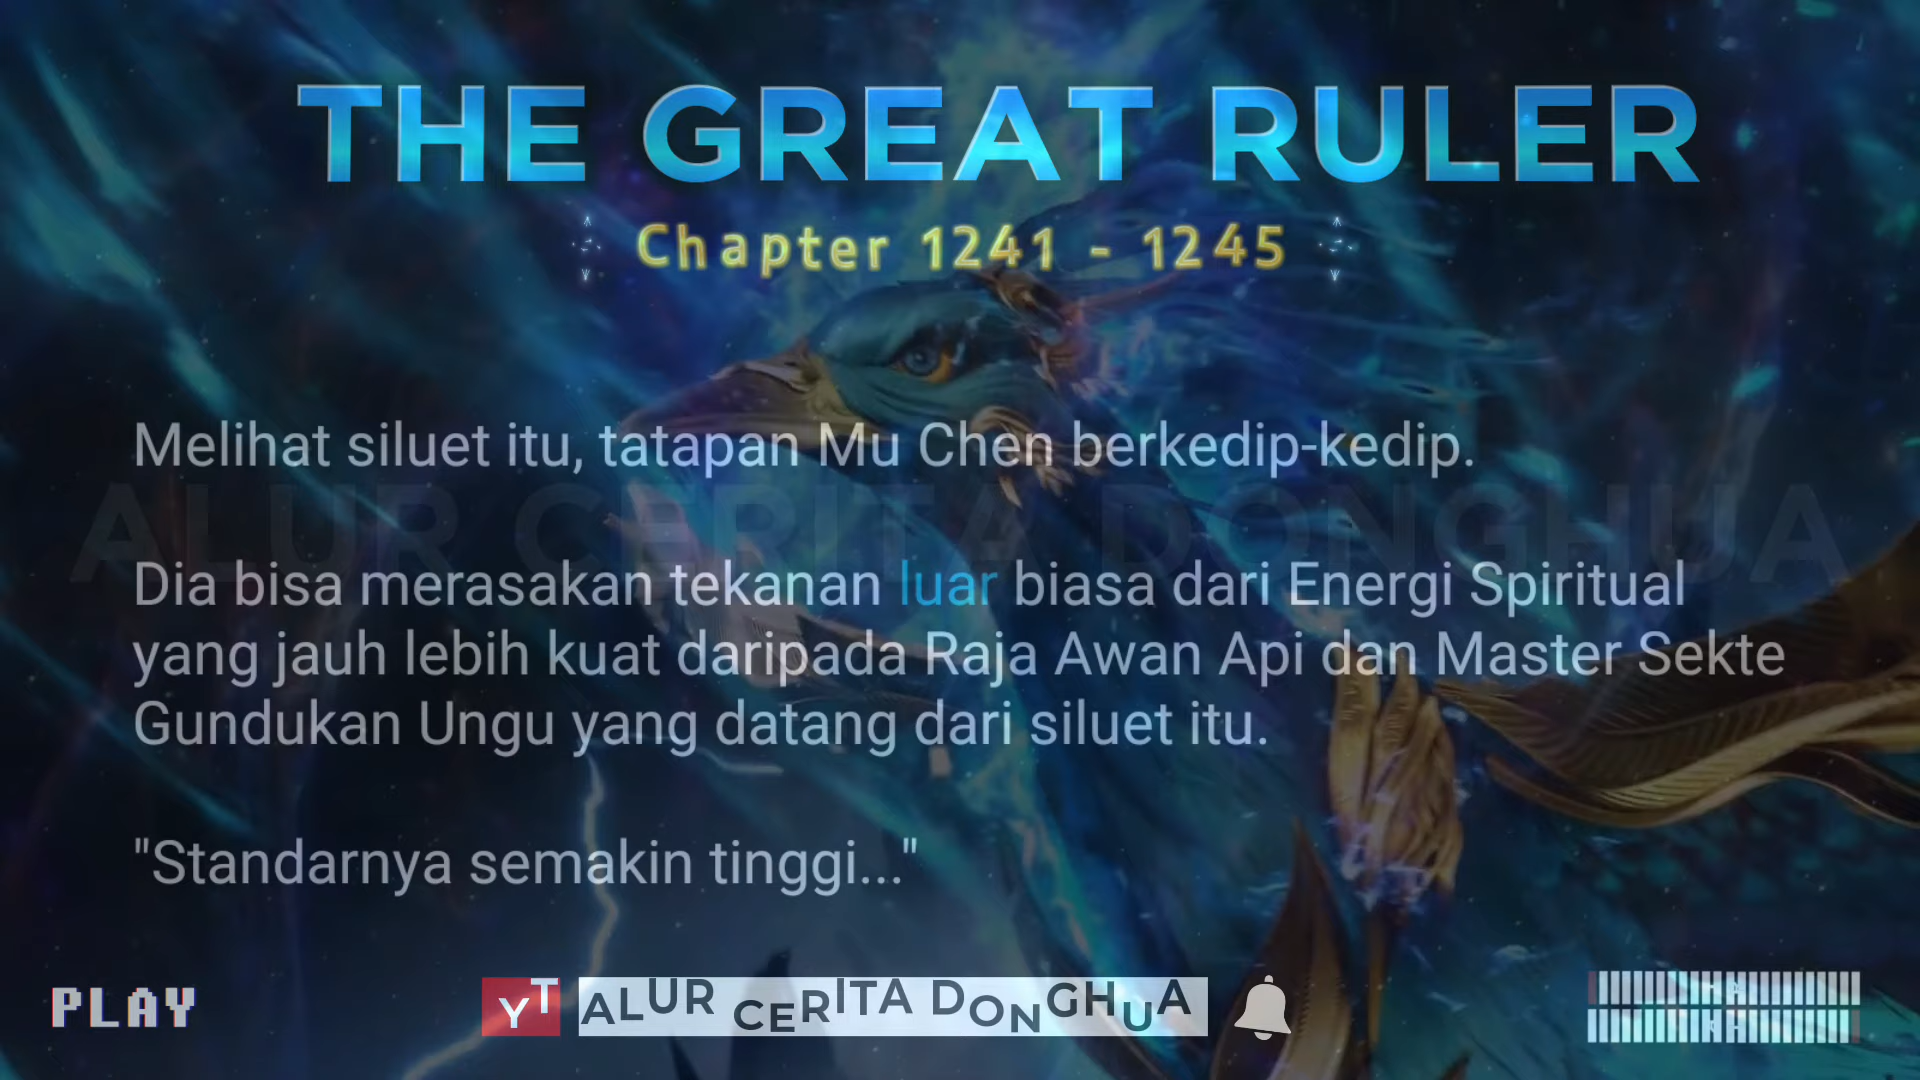 THE GREAT RULER
Chapter 1241 - 1245
Melihat siluet itu, tatapan Mu Chen berkedip-kedip.
ALUR CERITA DONGHUA
Dia bisa merasakan tekanan luar biasa dari Energi Spiritual
yang jauh lebih kuat daripada Raja Awan Api dan Master Sekte
Gundukan Ungu yang datang dari siluet itu.
"Standarnya semakin tinggi..."
PLAY
YT ALUR CERITA DONGHUA